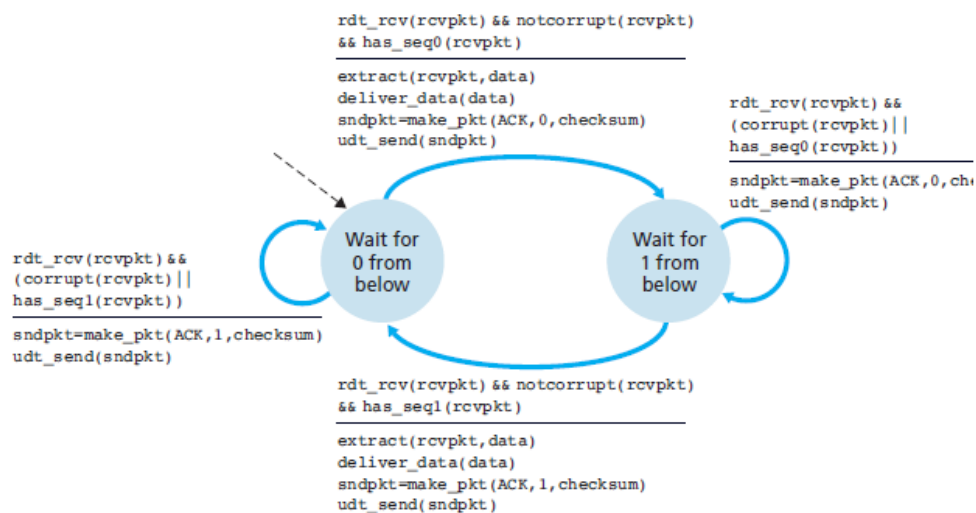 rdt_rcv(rcvpkt) && notcorrupt(rcvpkt)
&& has_seq0(rcvpkt)
extract(rcvpkt,data)
deliver_data(data)
sndpkt=make_pkt(ACK,0,checksum)
udt_send(sndpkt)
rdt_rcv(rcvpkt) &&
(corrupt(rcvpkt)||
has_seq0(rcvpkt))
sndpkt=make_pkt(ACK,0,che
udt_send(sndpkt)
Wait for
0 from
below
Wait for
1 from
below
rdt_rcv(rcvpkt) &&
(corrupt(rcvpkt)||
has_seq1(rcvpkt))
sndpkt=make_pkt(ACK,1,checksum)
udt_send(sndpkt)
rdt_rcv(rcvpkt) && notcorrupt(rcvpkt)
&& has_seq1(rcvpkt)
extract(rcvpkt,data)
deliver_data(data)
sndpkt=make_pkt(ACK,1,checksum)
udt_send(sndpkt)